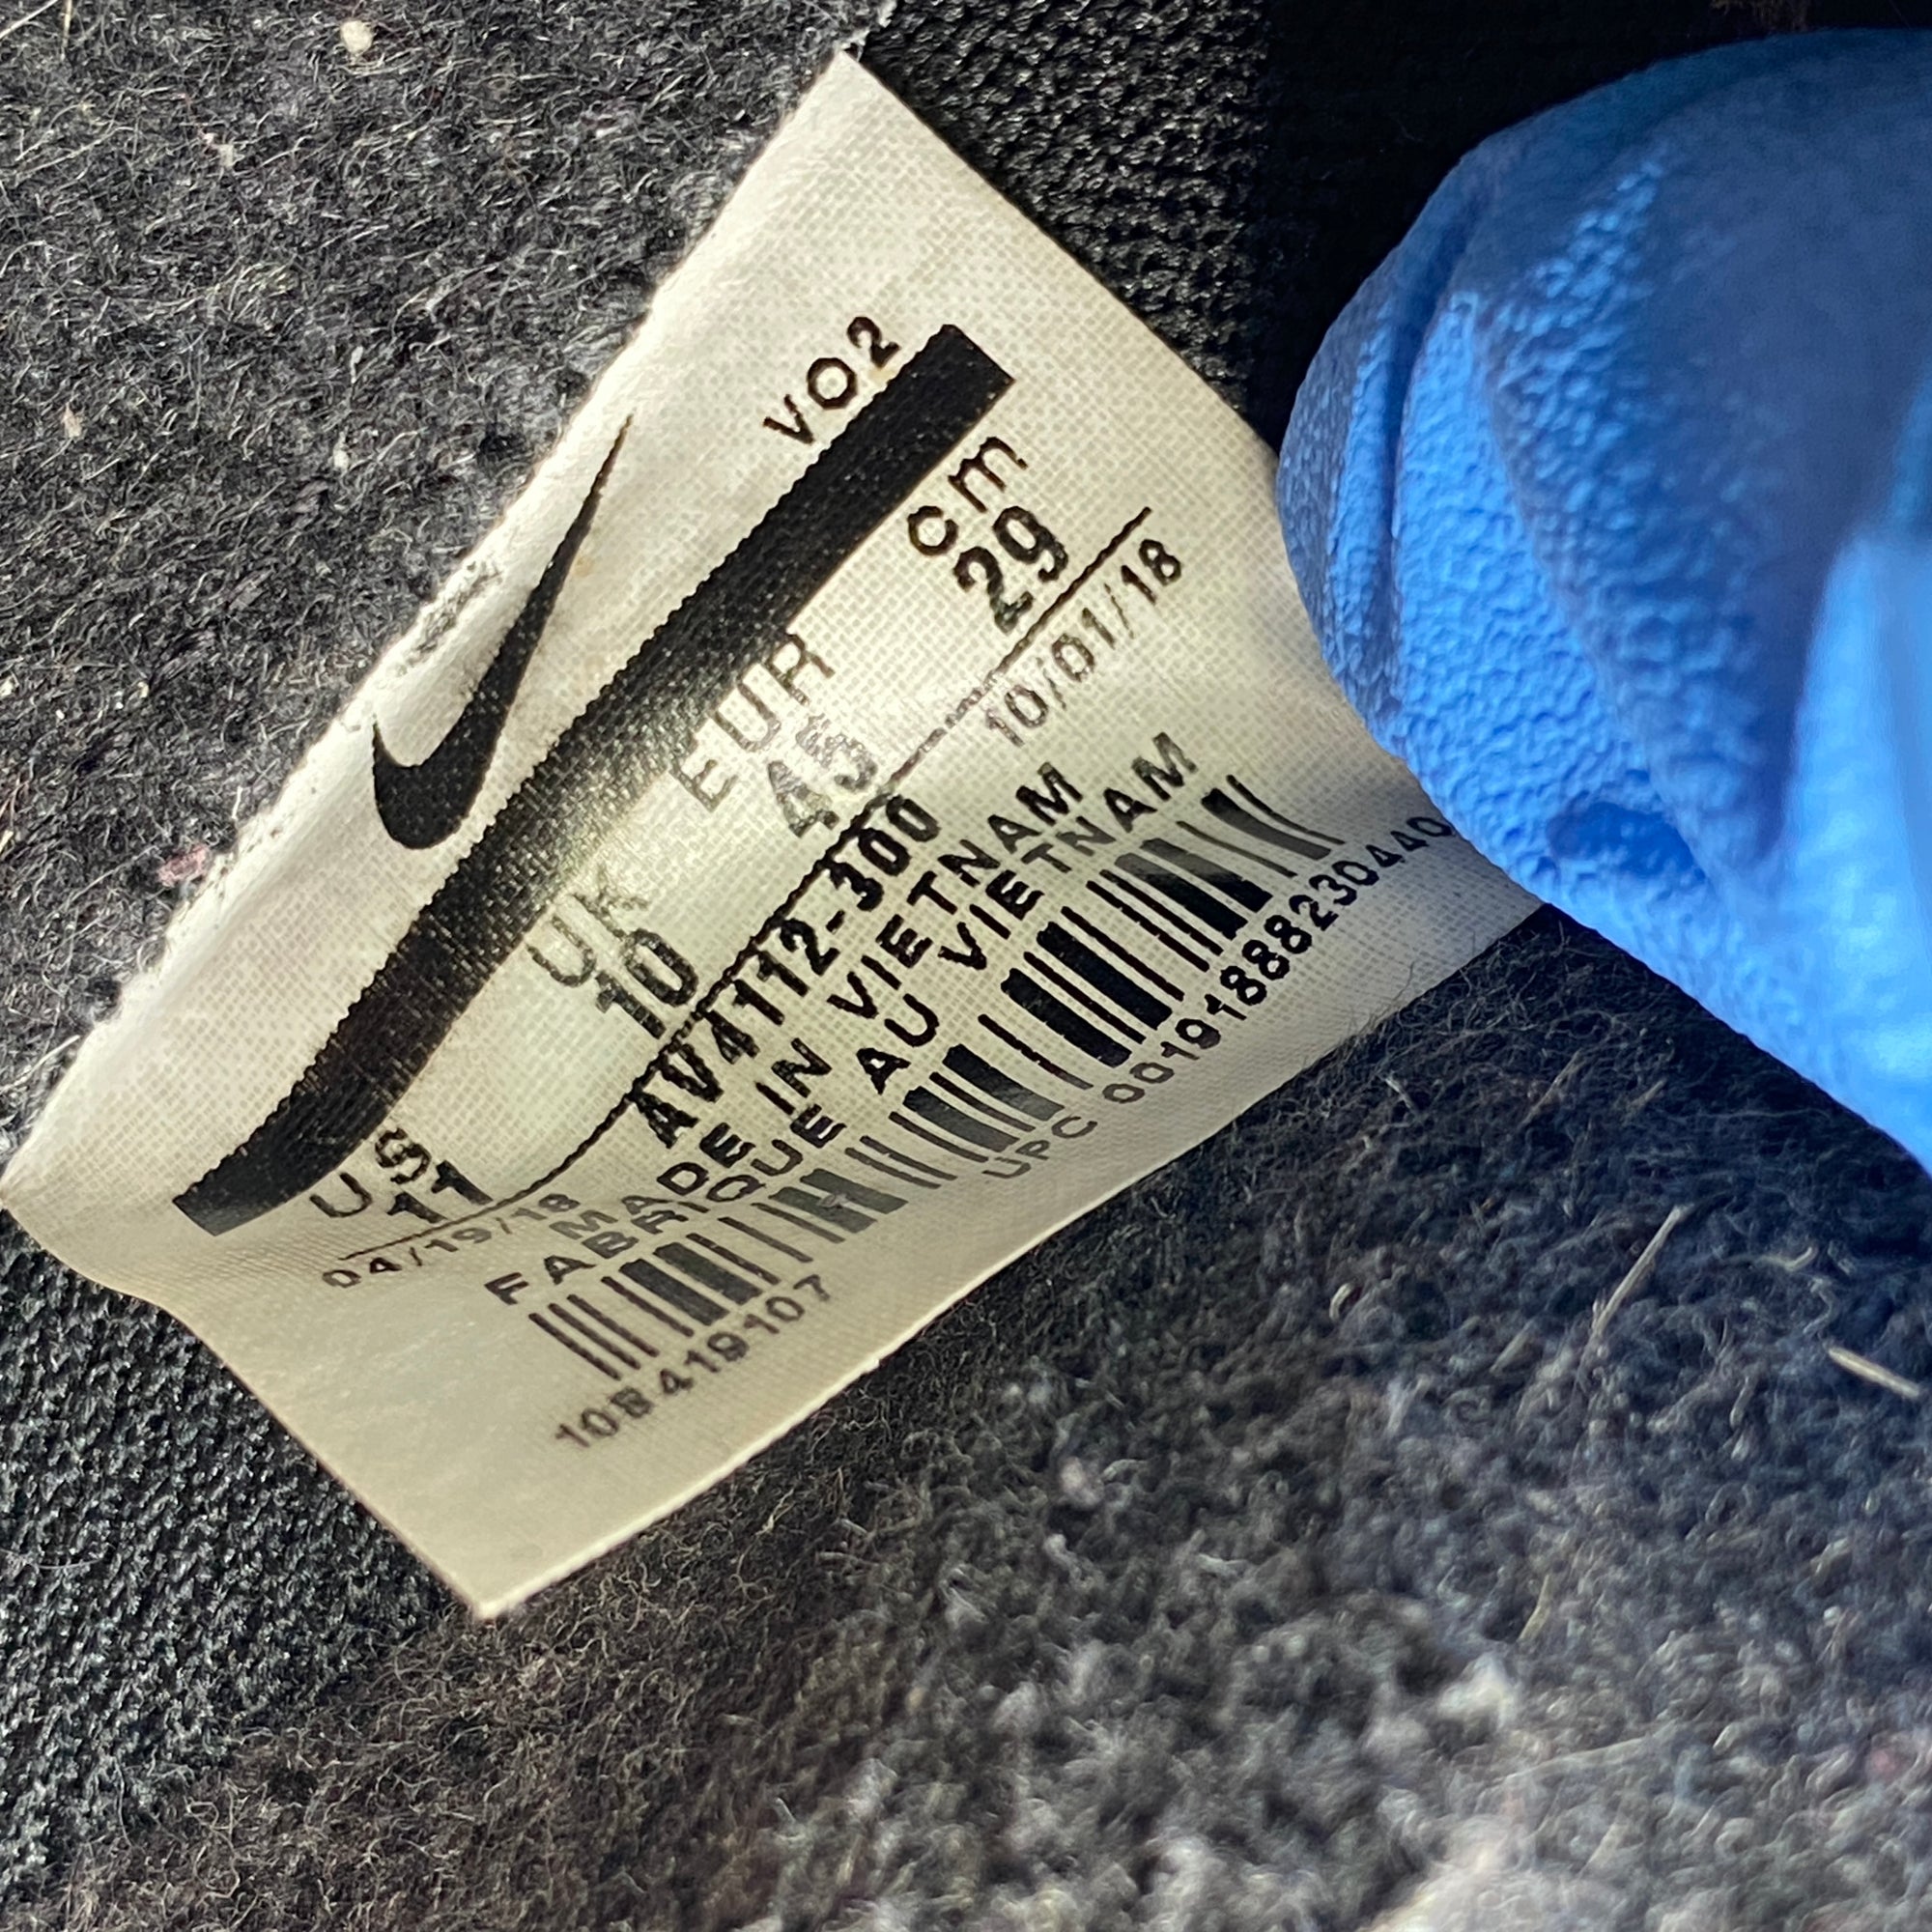 VO2
US UK EUR cm
11 10 45 29
04/19/18 AV4112-300 10/01/18
MADE IN VIETNAM
FABRIQUE AU VIETNAM
10B419107 UPC 00191888230440